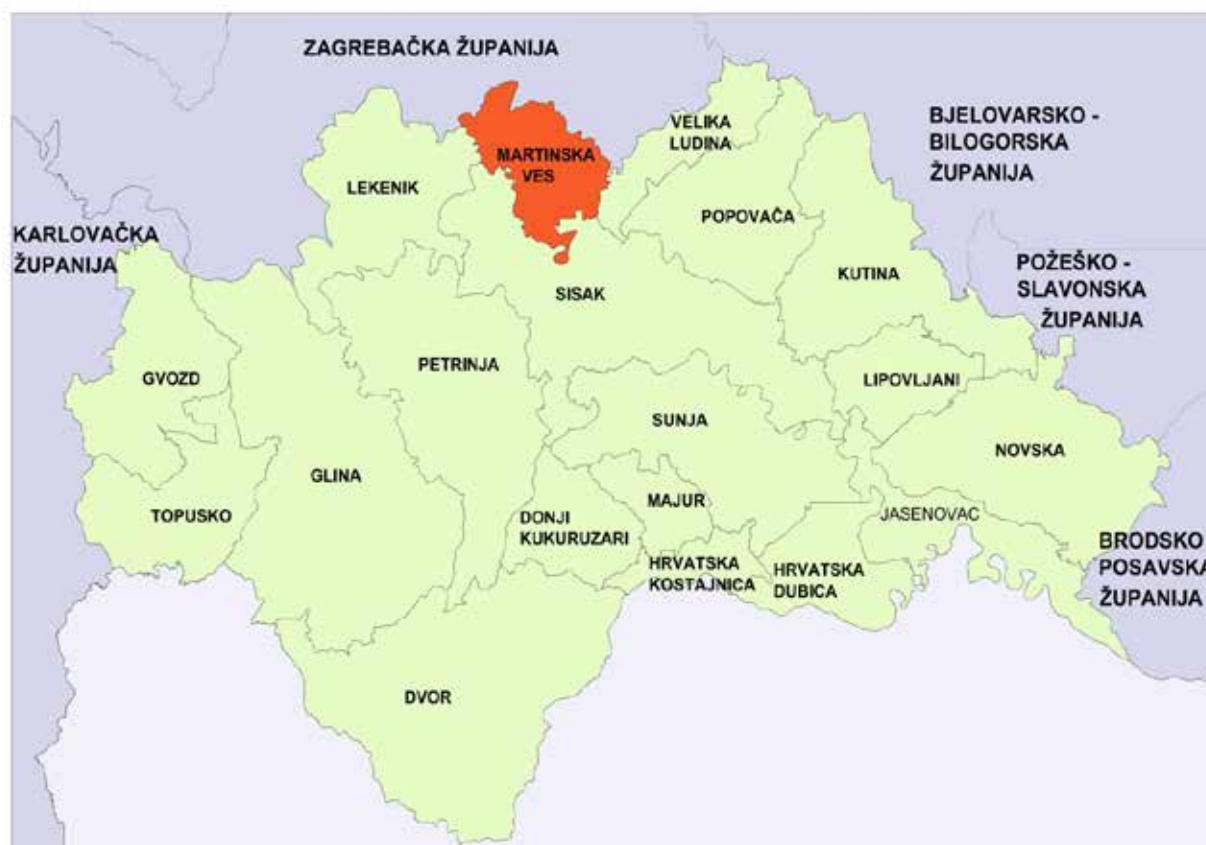 ZAGREBAČKA ŽUPANIJA
VELIKA
LUDINA
BJELOVARSKO -
BILOGORSKA
ŽUPANIJA
MARTINSKA
VES
LEKENIK
POPOVAČA
KARLOVAČKA
ŽUPANIJA
KUTINA
POŽEŠKO -
SLAVONSKA
ŽUPANIJA
SISAK
GVOZD
PETRINJA
LIPOVLJANI
SUNJA
NOVSKA
GLINA
TOPUSKO
MAJUR
DONJI
KUKURUZARI
JASENOVAC
HRVATSKA
KOSTAJNICA
HRVATSKA
DUBICA
BRODSKO
POSAVSKA
ŽUPANIJA
DVOR